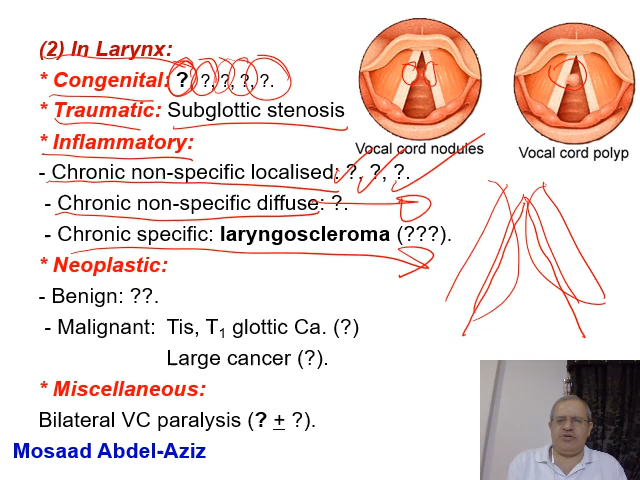 (2) In Larynx:
* Congenital: ? ?, ?, ?, ?.
* Traumatic: Subglottic stenosis
* Inflammatory:
- Chronic non-specific localised: ?, ?, ?.
- Chronic non-specific diffuse: ?.
- Chronic specific: laryngoscleroma (???).
* Neoplastic:
- Benign: ??.
- Malignant: Tis, T1 glottic Ca. (?)
Large cancer (?).
* Miscellaneous:
Bilateral VC paralysis (? + ?).
Mosaad Abdel-Aziz
Vocal cord nodules
Vocal cord polyp